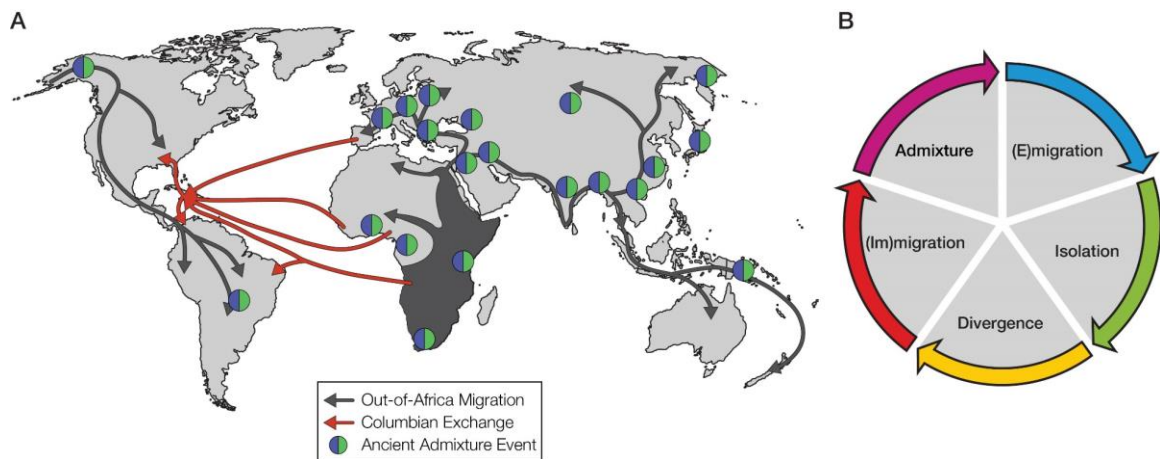 A
Out-of-Africa Migration
Columbian Exchange
Ancient Admixture Event
B
Admixture
(E)migration
(Im)migration
Isolation
Divergence